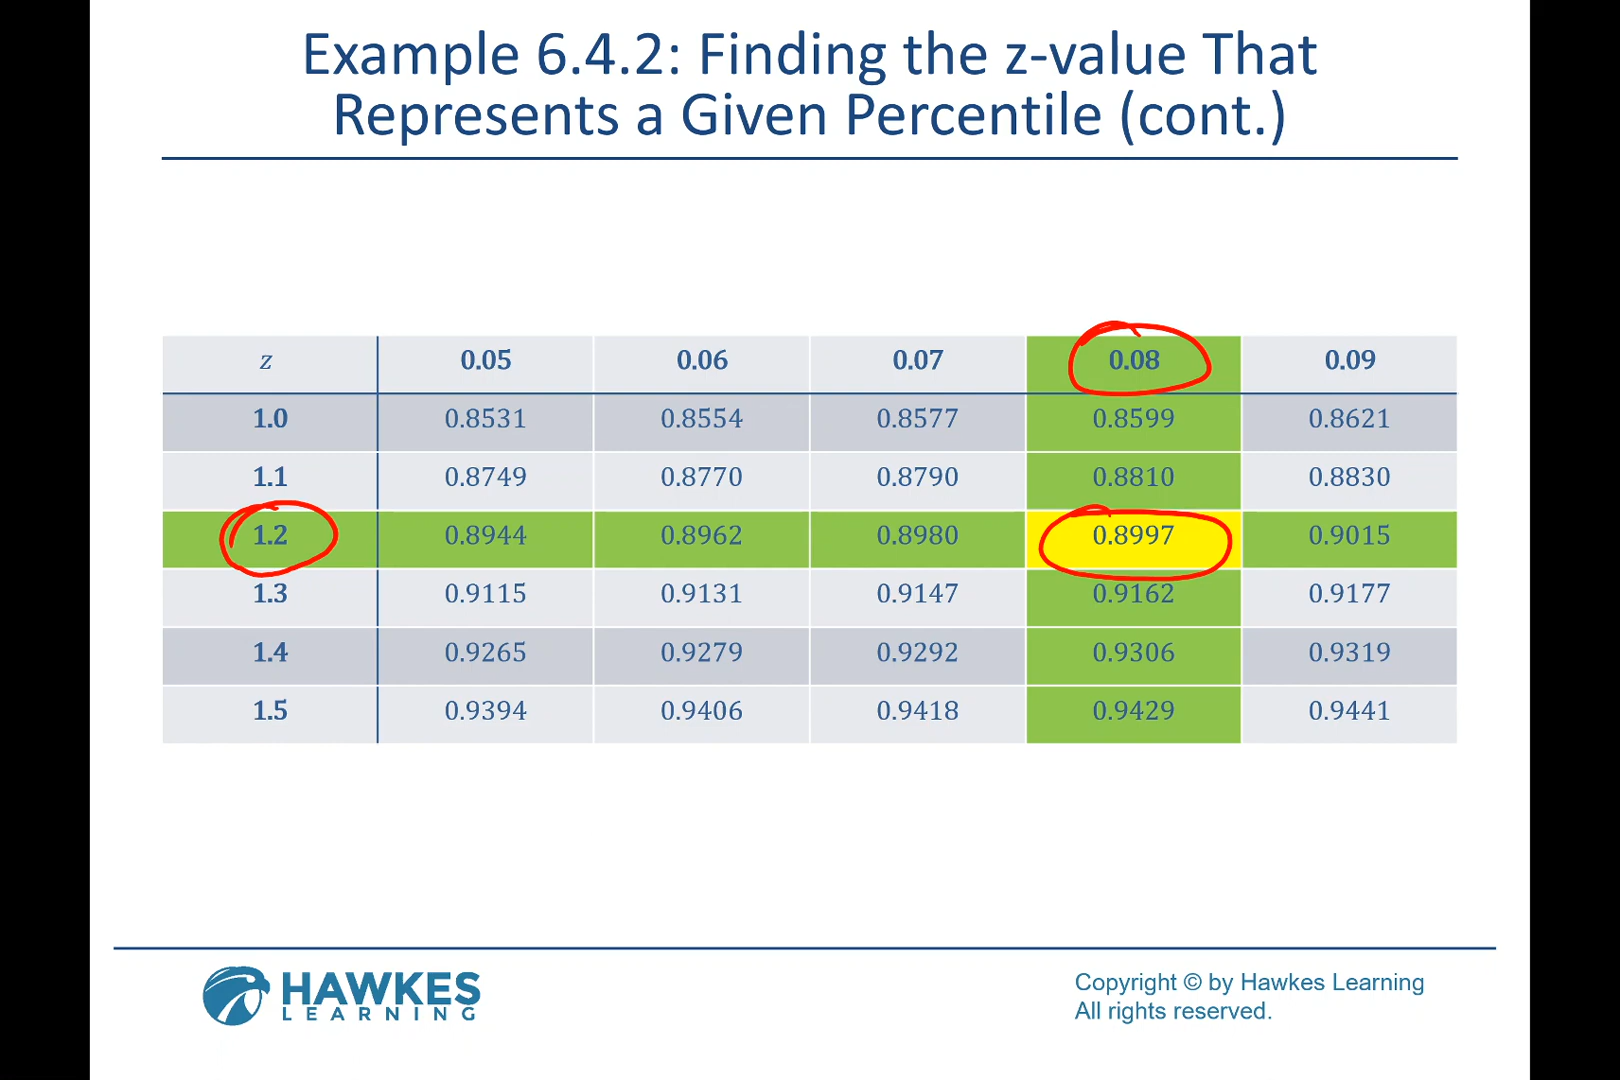 Example 6.4.2: Finding the z-value That
Represents a Given Percentile (cont.)
z 0.05 0.06 0.07 0.08 0.09
1.0 0.8531 0.8554 0.8577 0.8599 0.8621
1.1 0.8749 0.8770 0.8790 0.8810 0.8830
1.2 0.8944 0.8962 0.8980 0.8997 0.9015
1.3 0.9115 0.9131 0.9147 0.9162 0.9177
1.4 0.9265 0.9279 0.9292 0.9306 0.9319
1.5 0.9394 0.9406 0.9418 0.9429 0.9441
HAWKES
LEARNING
Copyright © by Hawkes Learning
All rights reserved.